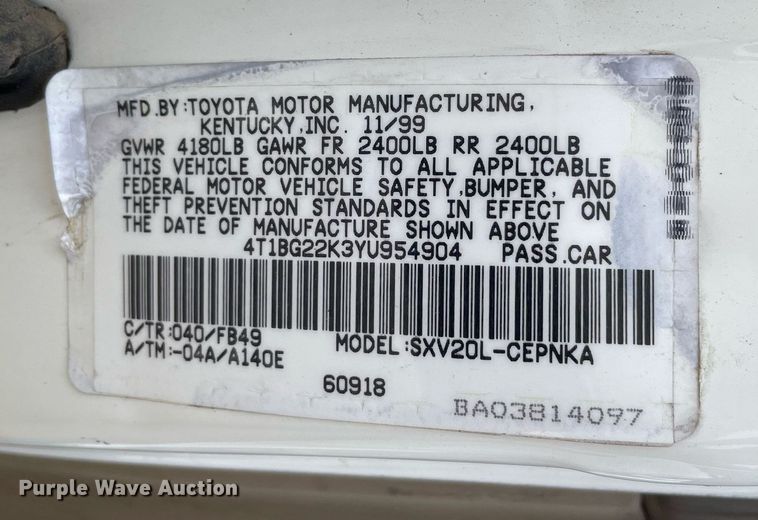 MFD.BY:TOYOTA MOTOR MANUFACTURING,
KENTUCKY,INC. 11/99
GVWR 4180LB GAWR FR 2400LB RR 2400LB
THIS VEHICLE CONFORMS TO ALL APPLICABLE
FEDERAL MOTOR VEHICLE SAFETY,BUMPER, AND
THEFT PREVENTION STANDARDS IN EFFECT ON
THE DATE OF MANUFACTURE SHOWN ABOVE
4T1BG22K3YU954904 PASS.CAR
C/TR:040/FB49
A/TM:-04A/A140E MODEL:SXV20L-CEPNKA
60918
BA03814097
Purple Wave Auction